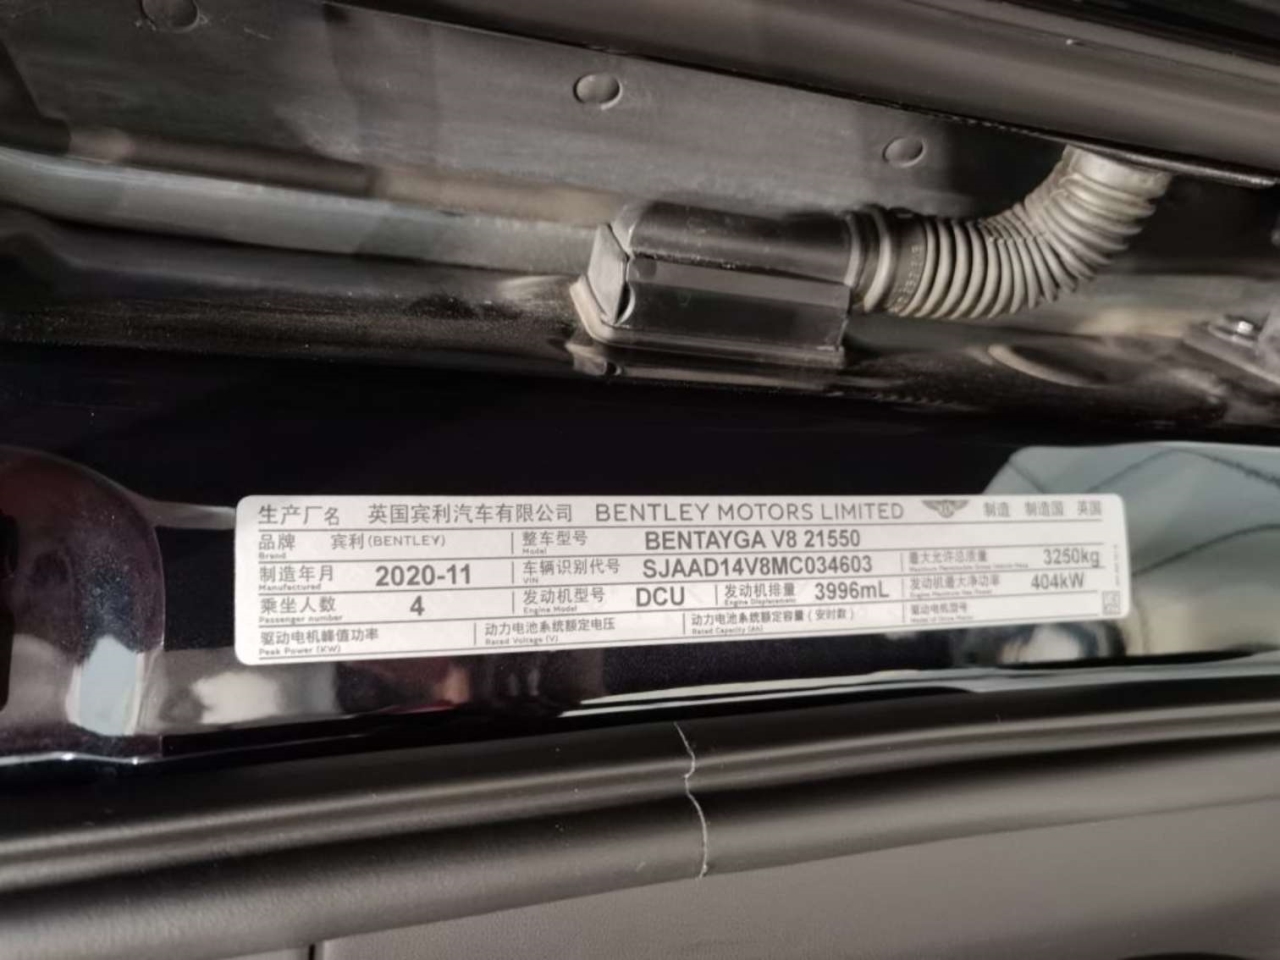 生产厂名 英国宾利汽车有限公司 BENTLEY MOTORS LIMITED 制造 制造国 英国
品牌 宾利(BENTLEY) 整车型号 BENTAYGA V8 21550
Brand Model
制造年月 2020-11 车辆识别代号 SJAAD14V8MC034603 最大允许总质量 3250kg
Manufactured VIN
乘坐人数 4 发动机型号 DCU 发动机排量 3996mL 发动机最大净功率 404kW
Passenger number Engine Model Engine Displacement
驱动电机峰值功率 动力电池系统额定电压 动力电池系统额定容量(安时数) 驱动电机型号
Peak Power (KW) Rated Voltage (V) Rated Capacity (Ah)